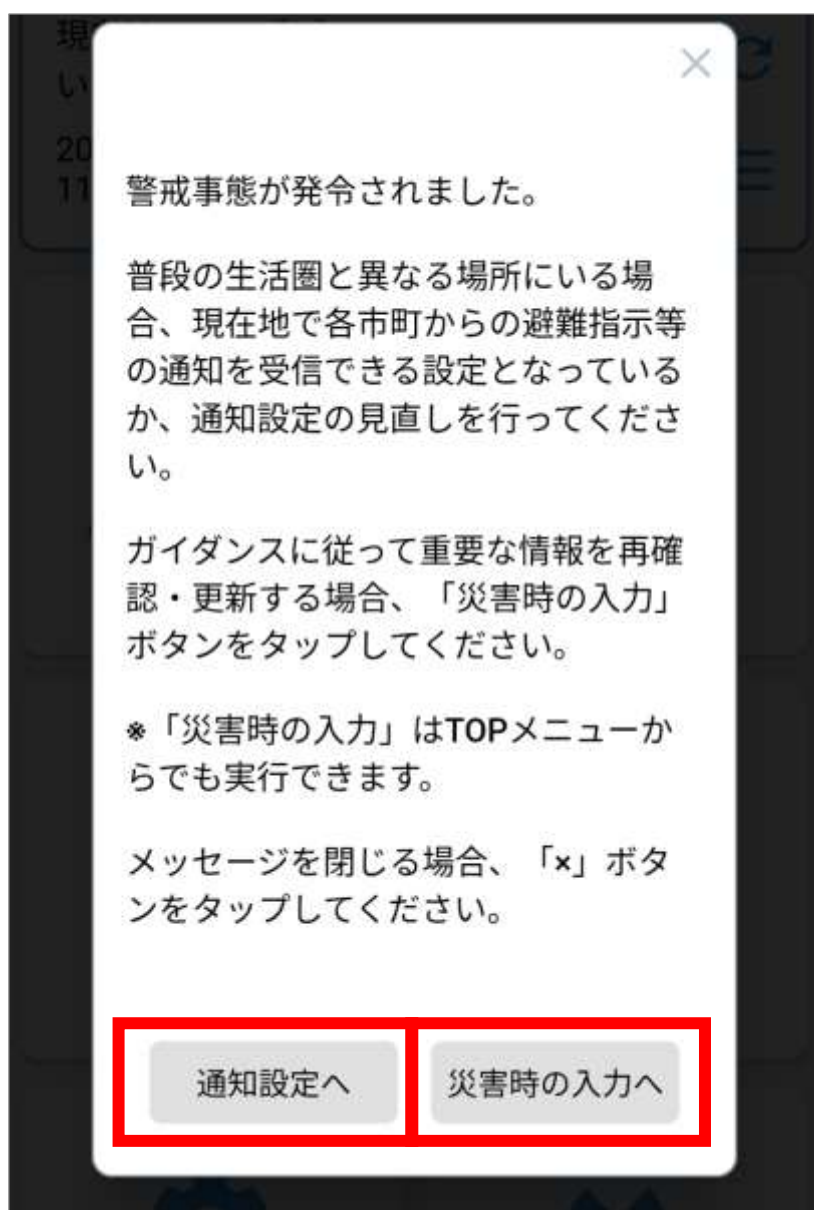 現
い
20
11
警戒事態が発令されました。
普段の生活圏と異なる場所にいる場
合、現在地で各市町からの避難指示等
の通知を受信できる設定となっている
か、通知設定の見直しを行ってくださ
い。
ガイダンスに従って重要な情報を再確
認・更新する場合、「災害時の入力」
ボタンをタップしてください。
※「災害時の入力」はTOPメニューか
らでも実行できます。
メッセージを閉じる場合、「×」ボタ
ンをタップしてください。
通知設定へ
災害時の入力へ